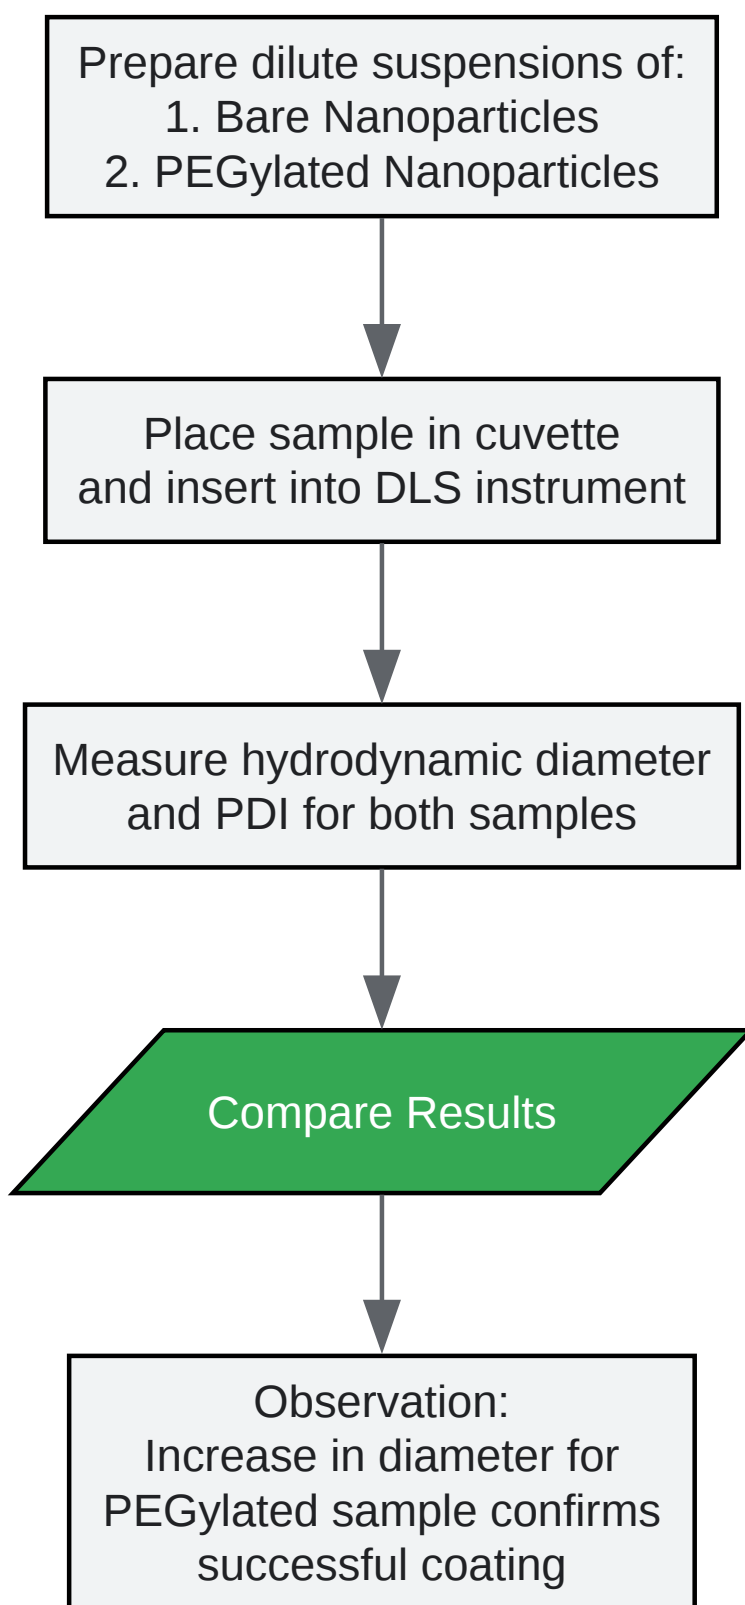 Prepare dilute suspensions of:
1. Bare Nanoparticles
2. PEGylated Nanoparticles
Place sample in cuvette
and insert into DLS instrument
Measure hydrodynamic diameter
and PDI for both samples
Compare Results
Observation:
Increase in diameter for
PEGylated sample confirms
successful coating